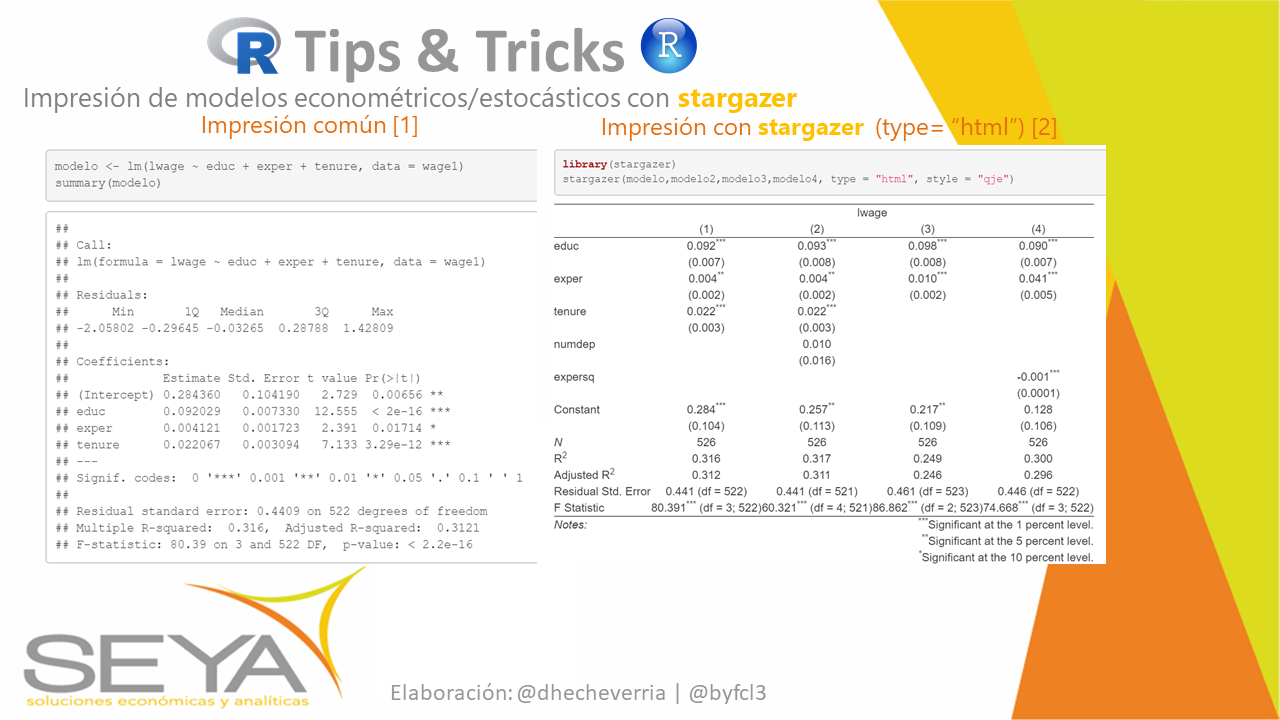 R Tips & Tricks R
Impresión de modelos econométricos/estocásticos con stargazer
Impresión común [1]
modelo <- lm(lwage ~ educ + exper + tenure, data = wage1)
summary(modelo)
##
## Call:
## lm(formula = lwage ~ educ + exper + tenure, data = wage1)
##
## Residuals:
##      Min       1Q   Median       3Q      Max
## -2.05802 -0.29645 -0.03265  0.28788  1.42809
##
## Coefficients:
##             Estimate Std. Error t value Pr(>|t|)
## (Intercept) 0.284360   0.104190   2.729  0.00656 **
## educ        0.092029   0.007330  12.555  < 2e-16 ***
## exper       0.004121   0.001723   2.391  0.01714 *
## tenure      0.022067   0.003094   7.133 3.29e-12 ***
## ---
## Signif. codes:  0 '***' 0.001 '**' 0.01 '*' 0.05 '.' 0.1 ' ' 1
##
## Residual standard error: 0.4409 on 522 degrees of freedom
## Multiple R-squared:  0.316,  Adjusted R-squared:  0.3121
## F-statistic: 80.39 on 3 and 522 DF,  p-value: < 2.2e-16
Impresión con stargazer (type= “html”) [2]
library(stargazer)
stargazer(modelo,modelo2,modelo3,modelo4, type = "html", style = "qje")
lwage
(1) (2) (3) (4)
educ 0.092*** 0.093*** 0.098*** 0.090***
(0.007) (0.008) (0.008) (0.007)
exper 0.004** 0.004** 0.010*** 0.041***
(0.002) (0.002) (0.002) (0.005)
tenure 0.022*** 0.022***
(0.003) (0.003)
numdep 0.010
(0.016)
expersq -0.001***
(0.0001)
Constant 0.284*** 0.257** 0.217** 0.128
(0.104) (0.113) (0.109) (0.106)
N 526 526 526 526
R2 0.316 0.317 0.249 0.300
Adjusted R2 0.312 0.311 0.246 0.296
Residual Std. Error 0.441 (df = 522) 0.441 (df = 521) 0.461 (df = 523) 0.446 (df = 522)
F Statistic 80.391*** (df = 3; 522) 60.321*** (df = 4; 521) 86.862*** (df = 2; 523) 74.668*** (df = 3; 522)
Notes: ***Significant at the 1 percent level.
**Significant at the 5 percent level.
*Significant at the 10 percent level.
SEYA
soluciones económicas y analíticas
Elaboración: @dhecheverria | @byfcl3